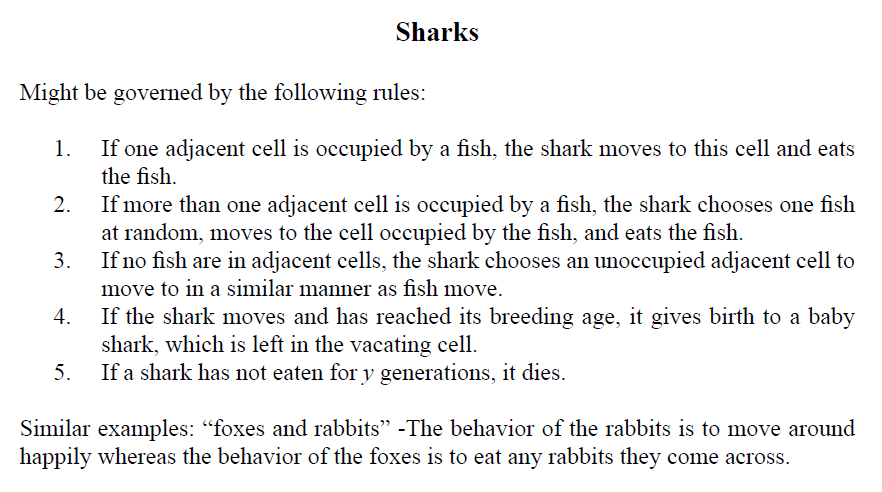 Sharks
Might be governed by the following rules:
1. If one adjacent cell is occupied by a fish, the shark moves to this cell and eats
the fish.
2. If more than one adjacent cell is occupied by a fish, the shark chooses one fish
at random, moves to the cell occupied by the fish, and eats the fish.
3. If no fish are in adjacent cells, the shark chooses an unoccupied adjacent cell to
move to in a similar manner as fish move.
4. If the shark moves and has reached its breeding age, it gives birth to a baby
shark, which is left in the vacating cell.
5. If a shark has not eaten for y generations, it dies.
Similar examples: “foxes and rabbits” -The behavior of the rabbits is to move around
happily whereas the behavior of the foxes is to eat any rabbits they come across.